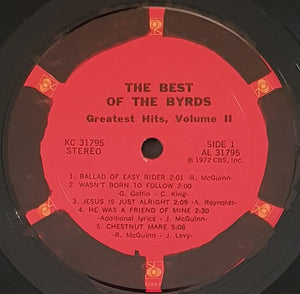 THE BEST
OF THE BYRDS
Greatest Hits, Volume II
KC 31795 SIDE 1
STEREO AL 31795
℗ 1972 CBS, Inc.
1. BALLAD OF EASY RIDER 2:01 -R. McGuinn-
2. WASN'T BORN TO FOLLOW 2:00
-G. Goffin - C. King-
3. JESUS IS JUST ALRIGHT 2:09 -A. Reynolds-
4. HE WAS A FRIEND OF MINE 2:30
-Additional lyrics - J. McGuinn-
5. CHESTNUT MARE 5:08
-R. McGuinn - J. Levy-